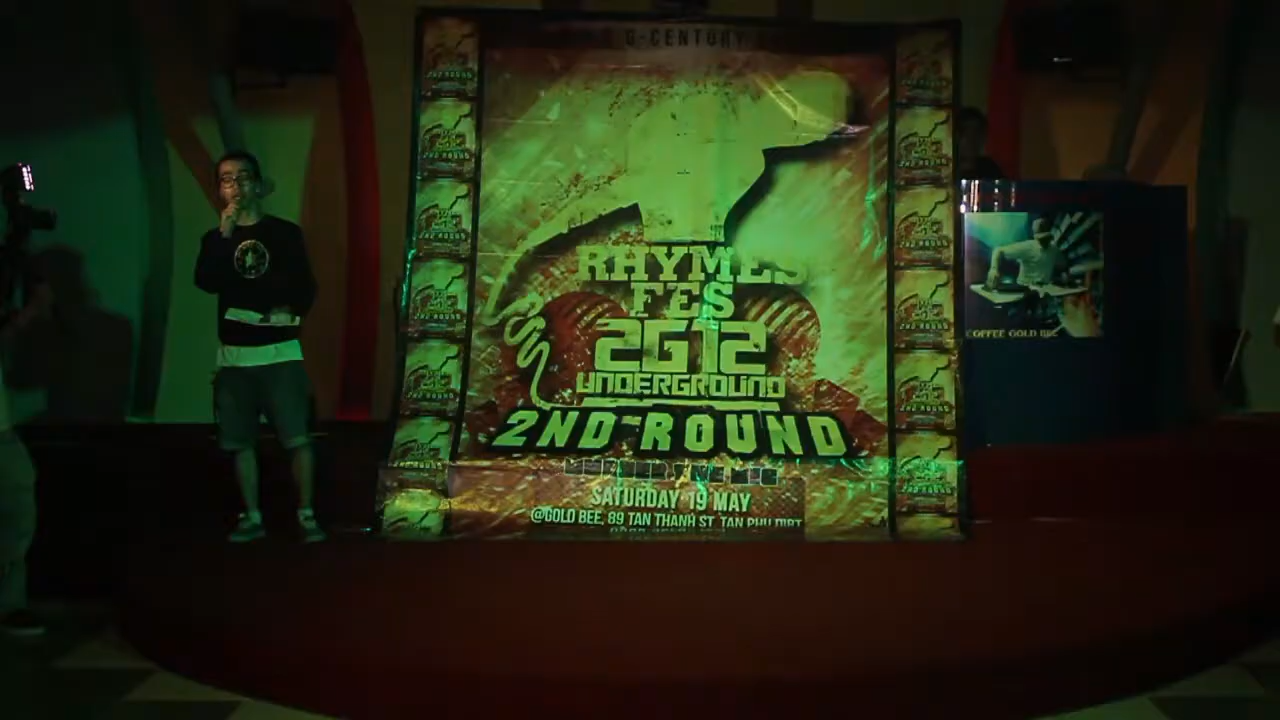 G-CENTURY
RHYMES
FES
2G12
UNDERGROUND
2ND ROUND
SATURDAY 19 MAY
@GOLD BEE, 89 TAN THANH ST, TAN PHU DIRT
COFFEE GOLD BEE